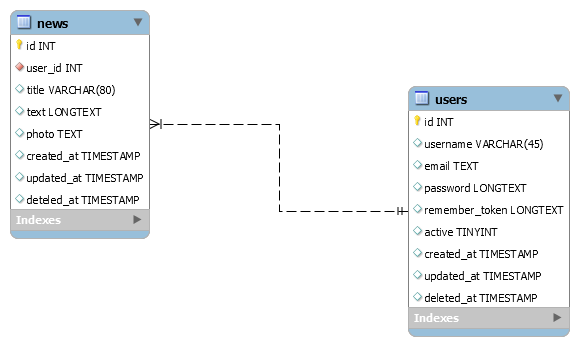 news
id INT
user_id INT
title VARCHAR(80)
text LONGTEXT
photo TEXT
created_at TIMESTAMP
updated_at TIMESTAMP
deteled_at TIMESTAMP
Indexes
users
id INT
username VARCHAR(45)
email TEXT
password LONGTEXT
remember_token LONGTEXT
active TINYINT
created_at TIMESTAMP
updated_at TIMESTAMP
deleted_at TIMESTAMP
Indexes